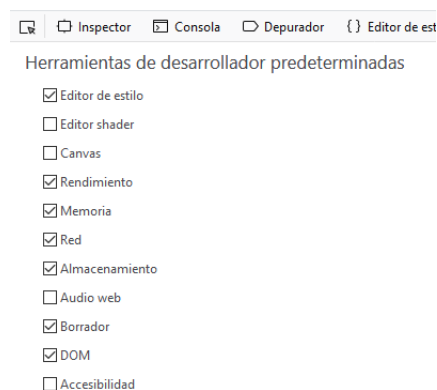 Inspector Consola Depurador Editor de est
Herramientas de desarrollador predeterminadas
Editor de estilo
Editor shader
Canvas
Rendimiento
Memoria
Red
Almacenamiento
Audio web
Borrador
DOM
Accesibilidad